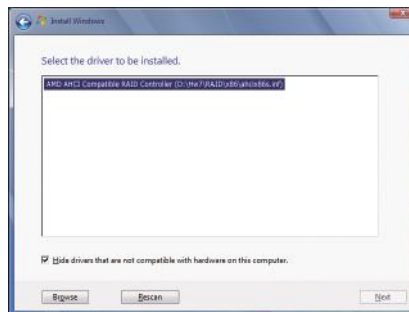 Install Windows
Select the driver to be installed.
AMD AHCI Compatible RAID Controller (D:\Hw7\RAID\x86\ahcix86s.inf)
Hide drivers that are not compatible with hardware on this computer.
Browse
Rescan
Next